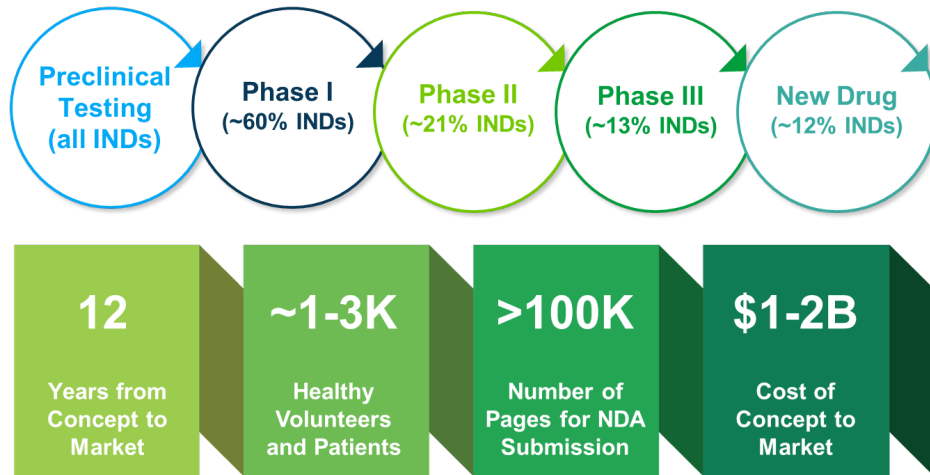 Preclinical
Testing
(all INDs)
Phase I
(~60% INDs)
Phase II
(~21% INDs)
Phase III
(~13% INDs)
New Drug
(~12% INDs)
12
Years from
Concept to
Market
~1-3K
Healthy
Volunteers
and Patients
>100K
Number of
Pages for NDA
Submission
$1-2B
Cost of
Concept to
Market